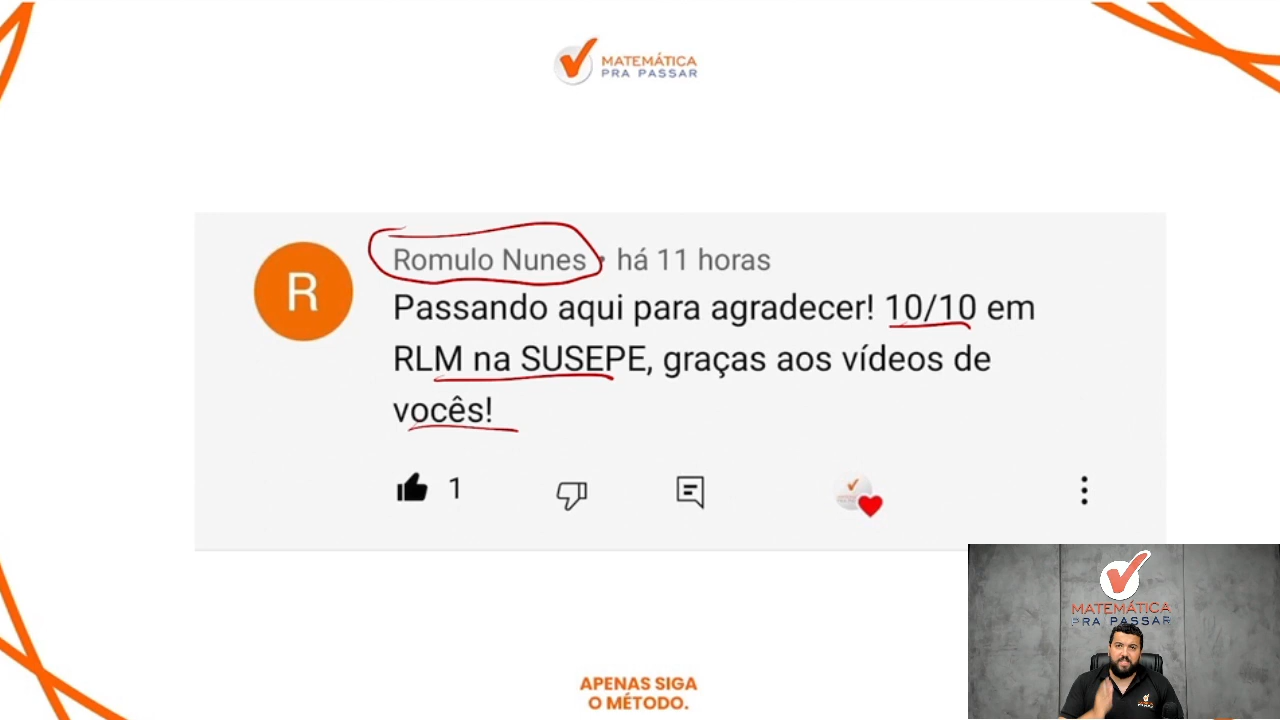 MATEMÁTICA
PRA PASSAR
R
Romulo Nunes • há 11 horas
Passando aqui para agradecer! 10/10 em
RLM na SUSEPE, graças aos vídeos de
vocês!
1
MATEMÁTICA
PRA PASSAR
APENAS SIGA
O MÉTODO.